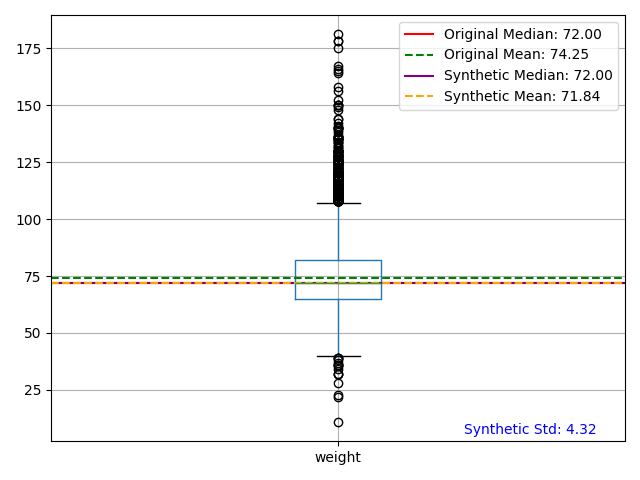 175
150
125
100
75
50
25
Original Median: 72.00
Original Mean: 74.25
Synthetic Median: 72.00
Synthetic Mean: 71.84
Synthetic Std: 4.32
weight